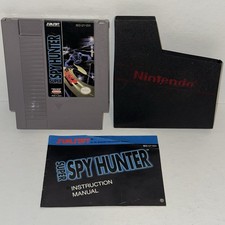 SUPER
SPY HUNTER
Nintendo
SUPER
SPY HUNTER
INSTRUCTION
MANUAL